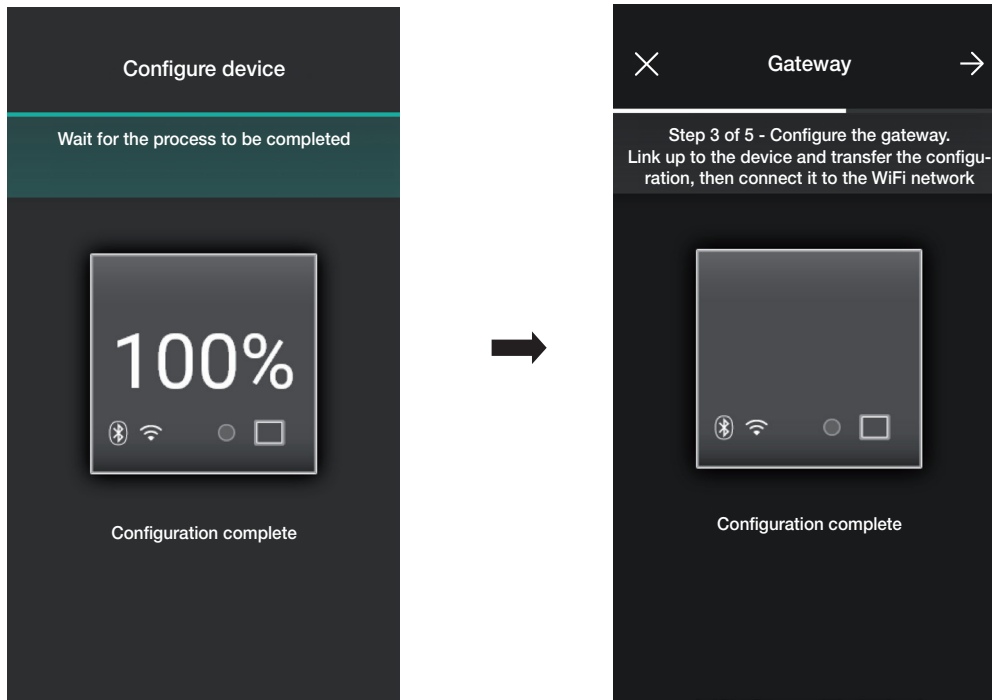 Configure device
Wait for the process to be completed
100%
Configuration complete
Gateway
Step 3 of 5 - Configure the gateway.
Link up to the device and transfer the configu-
ration, then connect it to the WiFi network
Configuration complete